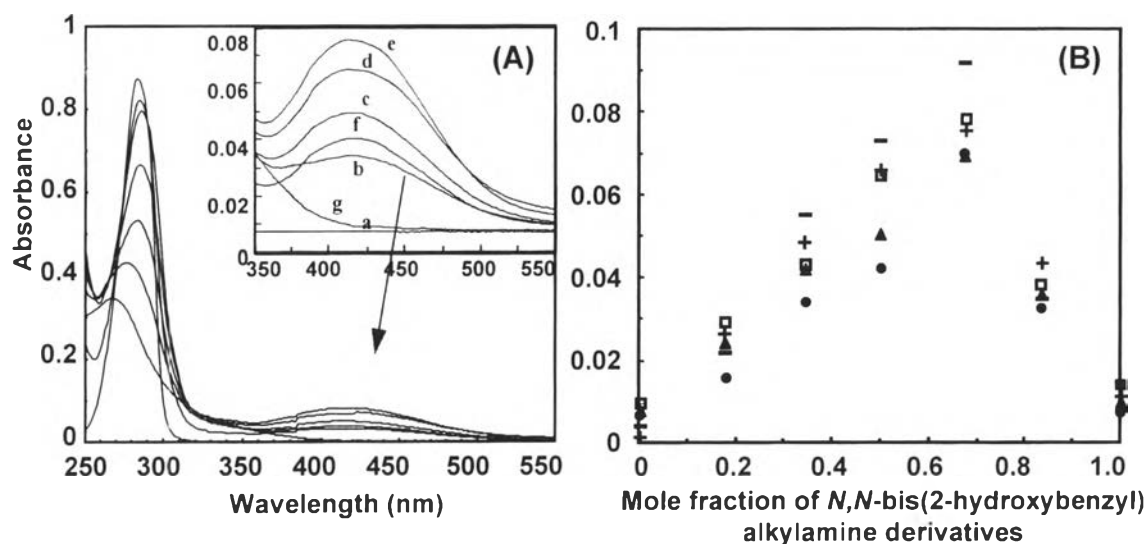 1
0.8
0.6
0.4
0.2
0
Absorbance
250 300 350 400 450 500 550
Wavelength (nm)
(A)
0.08
0.06
0.04
0.02
0
350 400 450 500 550
e
d
c
f
b
g
a
0.1
0.08
0.06
0.04
0.02
0
(B)
0 0.2 0.4 0.6 0.8 1.0
Mole fraction of N,N-bis(2-hydroxybenzyl)
alkylamine derivatives